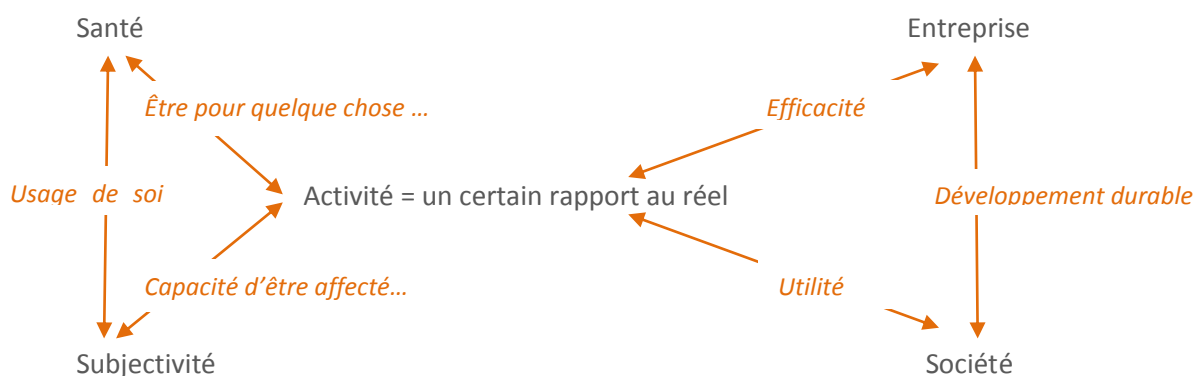 Santé
Entreprise
Être pour quelque chose …
Efficacité
Usage de soi
Activité = un certain rapport au réel
Développement durable
Capacité d’être affecté…
Utilité
Subjectivité
Société